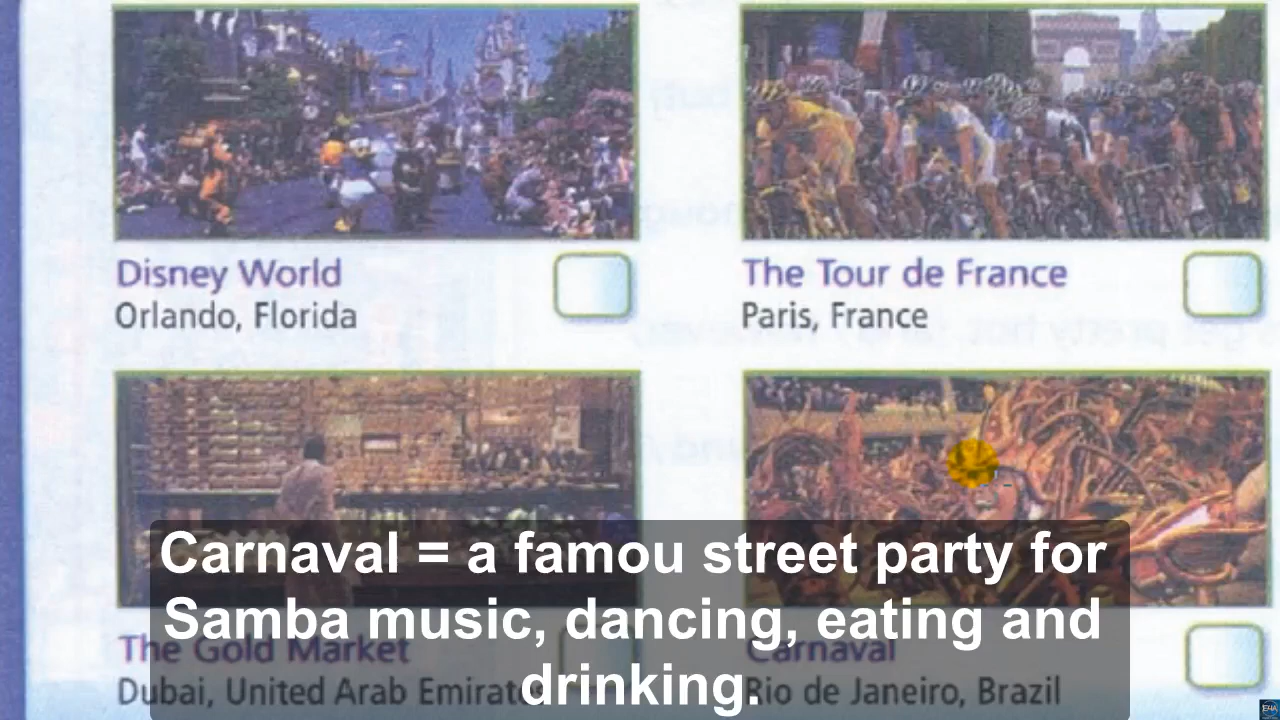 Disney World
Orlando, Florida
The Tour de France
Paris, France
The Gold Market
Dubai, United Arab Emirates
Carnaval
Rio de Janeiro, Brazil
Carnaval = a famou street party for
Samba music, dancing, eating and
drinking.